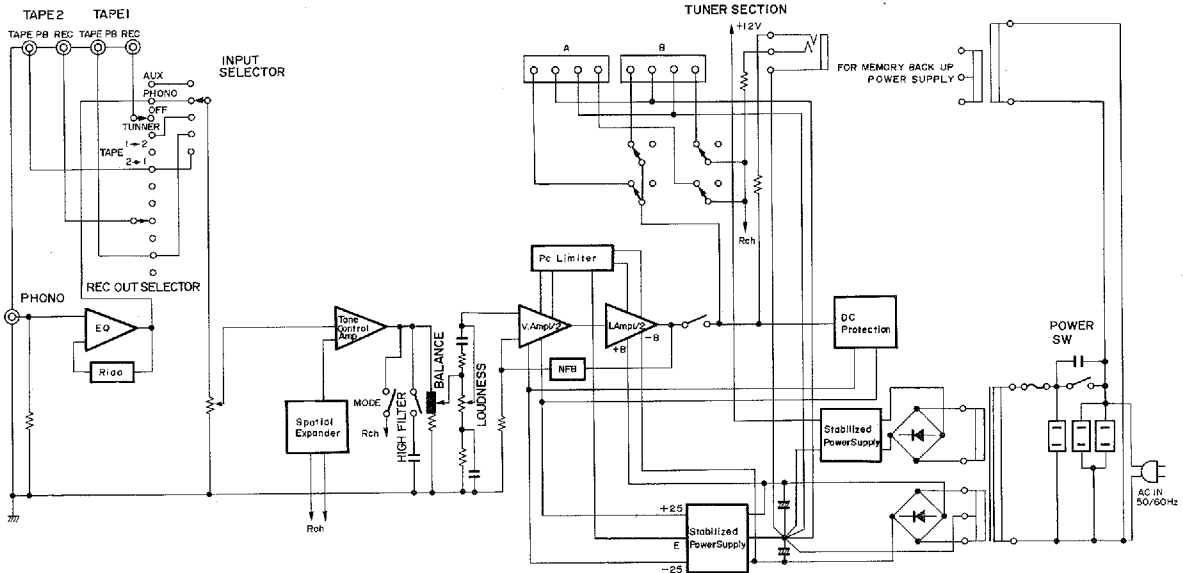 TAPE2 TAPE1
TAPE PB REC TAPE PB REC
INPUT
SELECTOR
AUX
PHONO
OFF
TUNNER
1→2
TAPE
2→1
REC OUT SELECTOR
PHONO
EQ
Riaa
Tone
Control
Amp
Spatial
Expander
Rch
MODE
Rch
HIGH FILTER
BALANCE
LOUDNESS
TUNER SECTION
+12V
A B
Rch
FOR MEMORY BACK UP
POWER SUPPLY
Pc Limiter
V.Amp1/2
I.Amp1/2
+B
-B
NFB
DC
Protection
POWER
SW
Stabilized
PowerSupply
AC IN
50/60Hz
+25
E
-25
Stabilized
PowerSupply